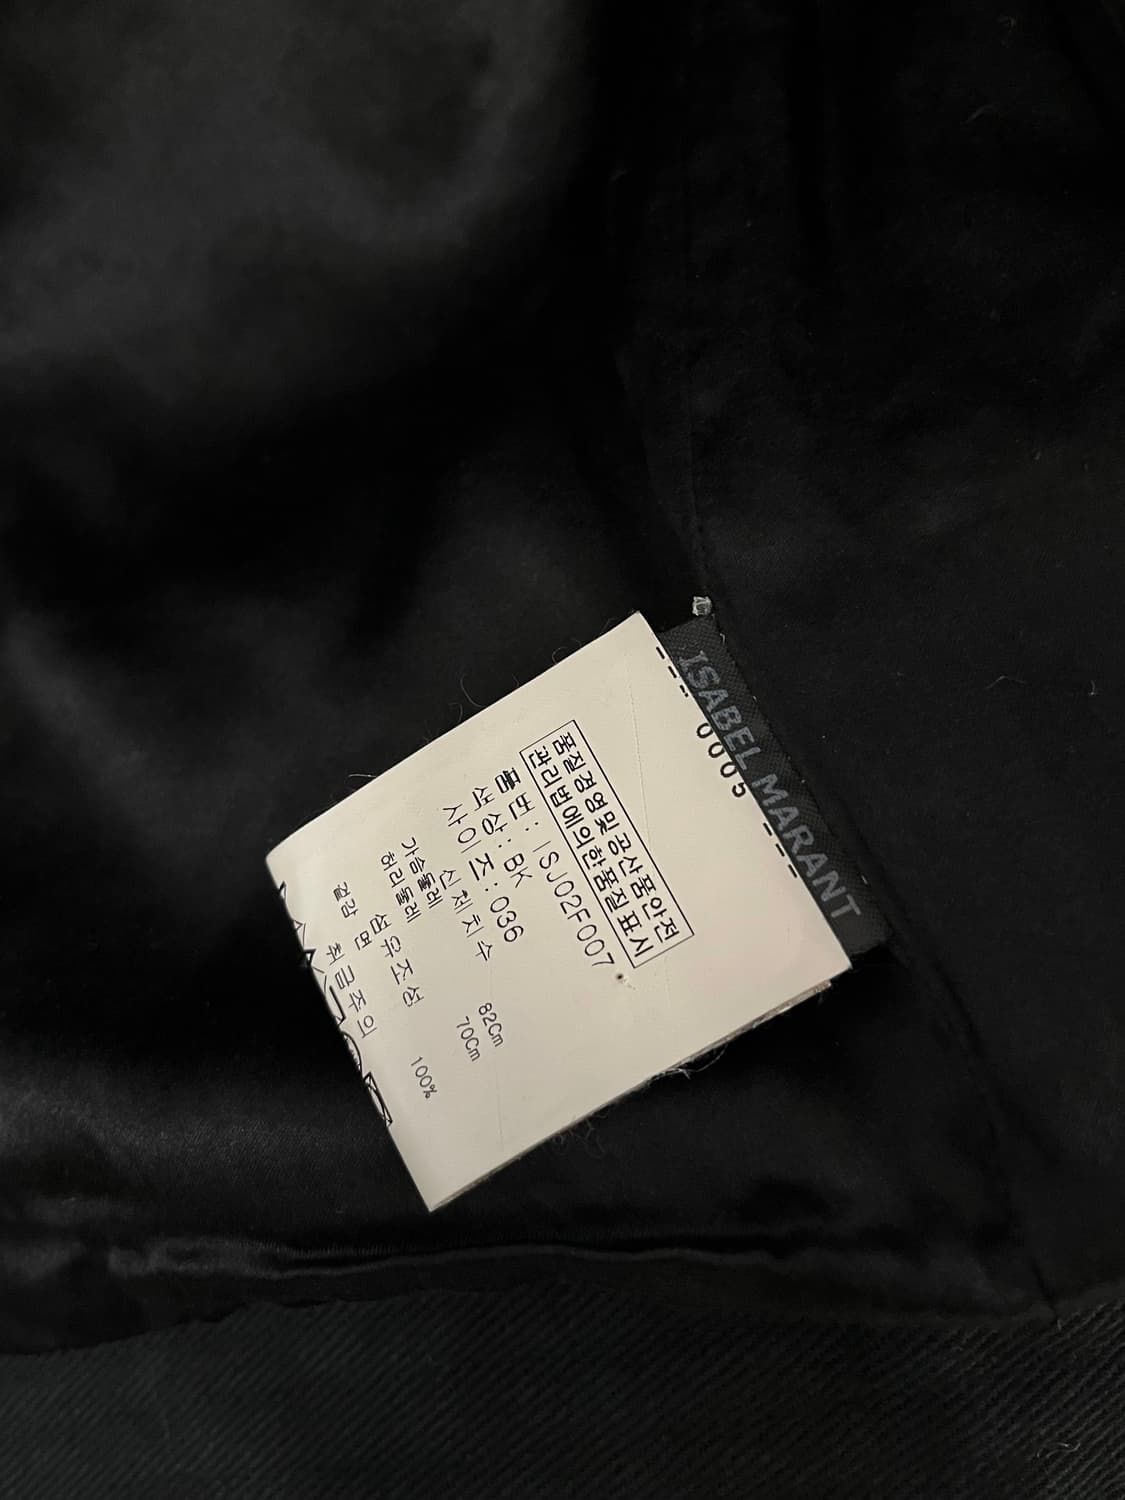 ISABEL MARANT
0005
품질경영및공산품안전
관리법에의한품질표시
품 번: ISJ02F007
색 상: BK
사이즈: 036
신체치수
가슴둘레 82Cm
허리둘레 70Cm
섬유조성
겉감 면 100%
취급주의